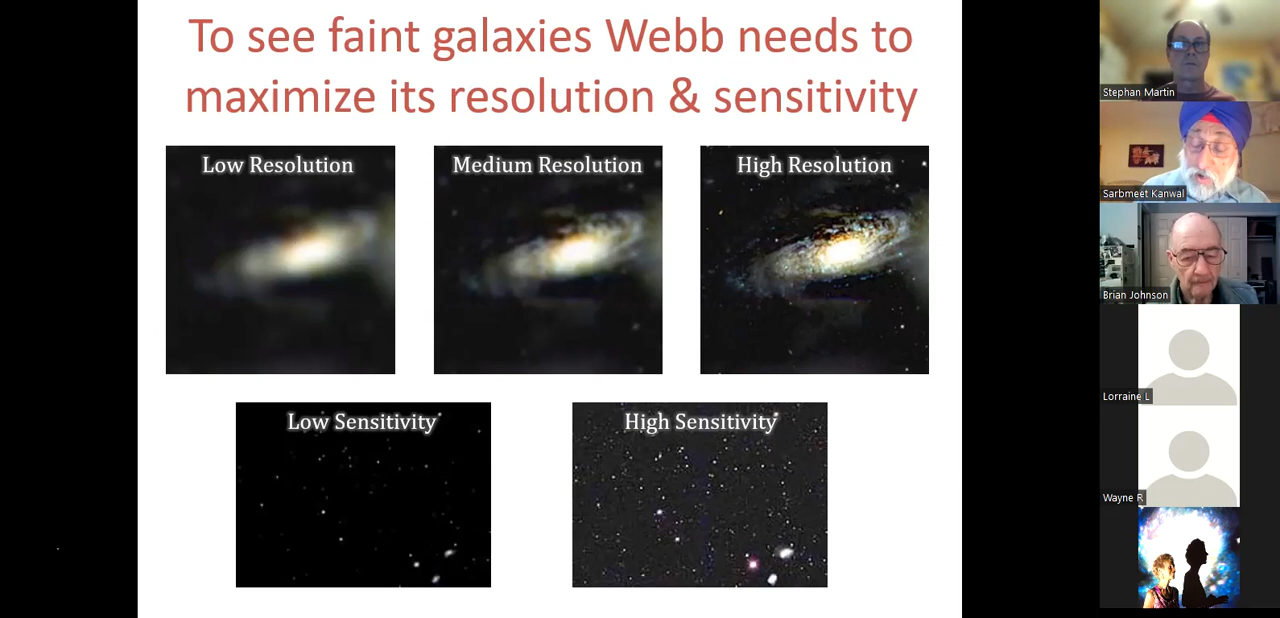 To see faint galaxies Webb needs to
maximize its resolution & sensitivity
Low Resolution
Medium Resolution
High Resolution
Low Sensitivity
High Sensitivity
Stephan Martin
Sarbmeet Kanwal
Brian Johnson
Lorraine L
Wayne R